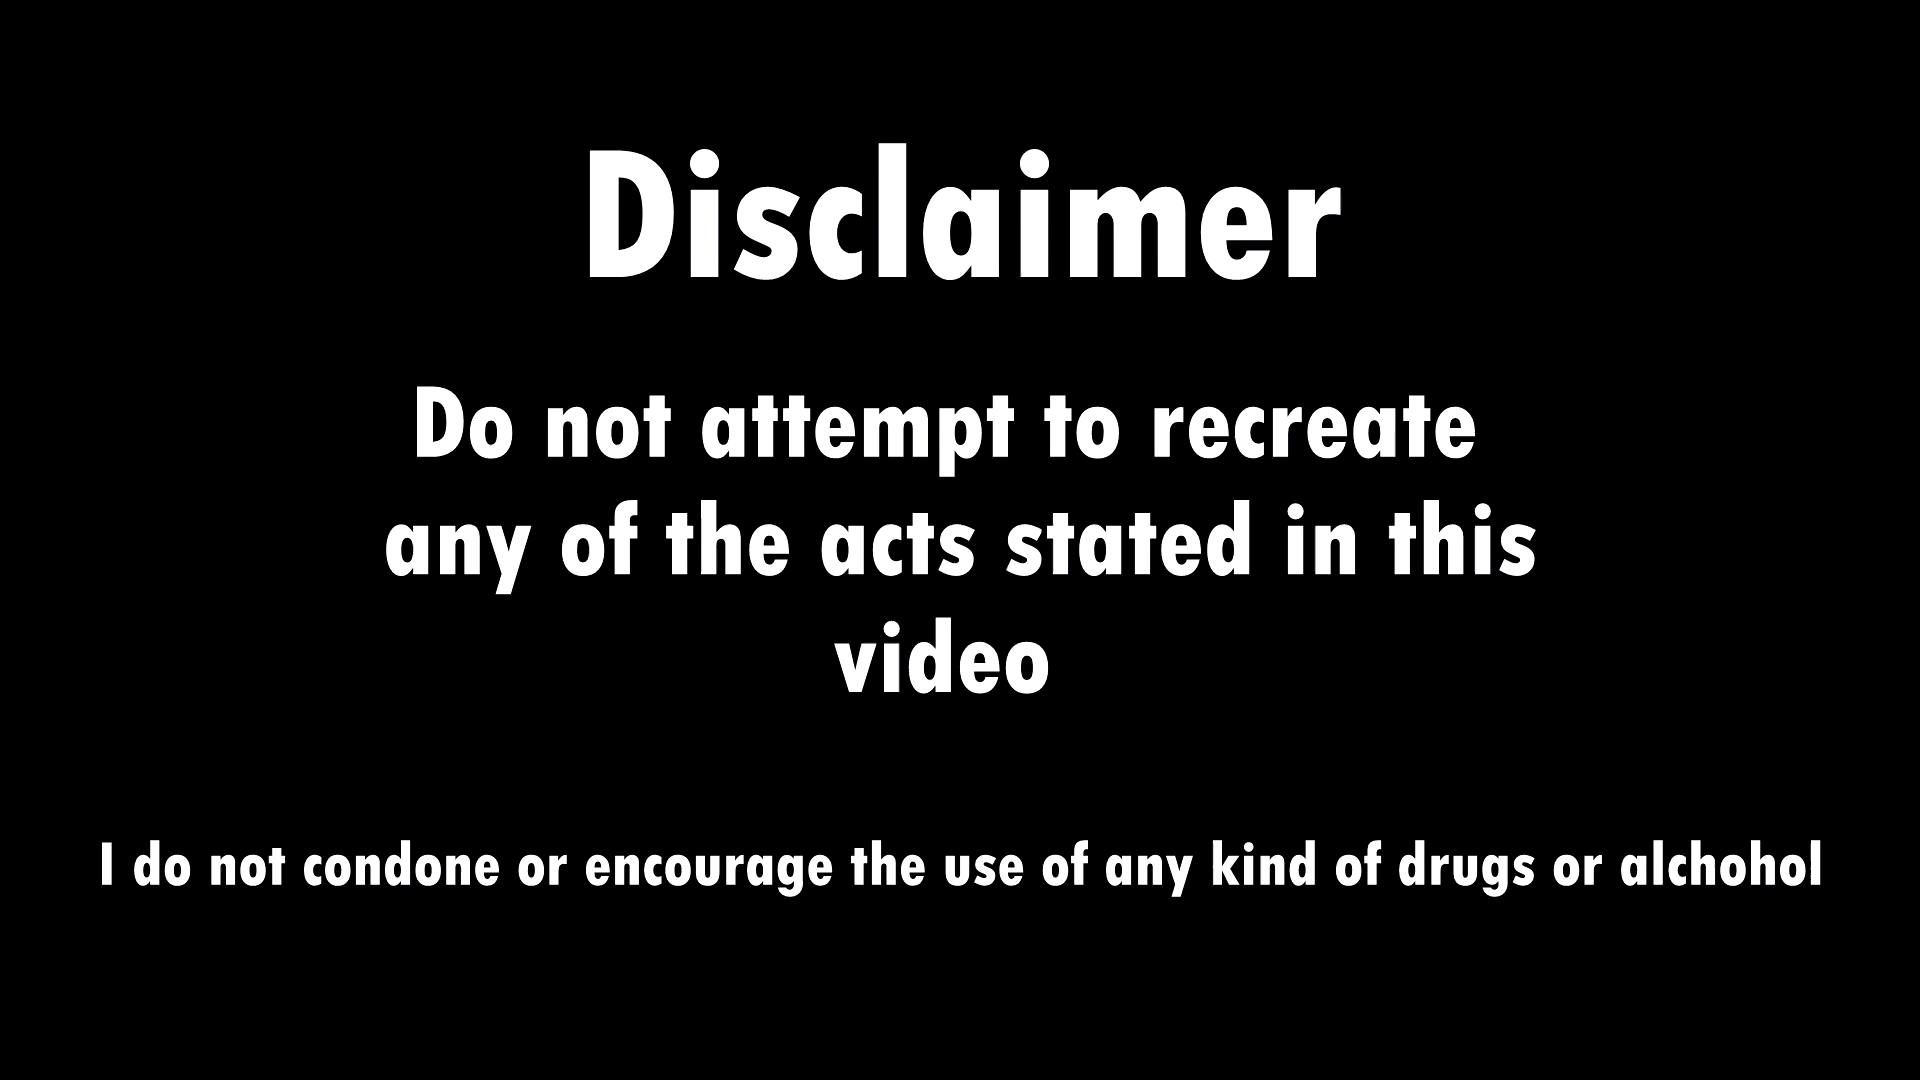 Disclaimer
Do not attempt to recreate
any of the acts stated in this
video
I do not condone or encourage the use of any kind of drugs or alchohol